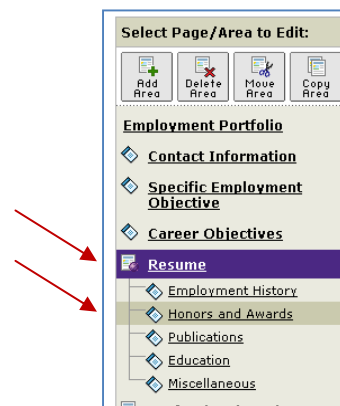 Select Page/Area to Edit:
Add Area
Delete Area
Move Area
Copy Area
Employment Portfolio
Contact Information
Specific Employment
Objective
Career Objectives
Resume
Employment History
Honors and Awards
Publications
Education
Miscellaneous